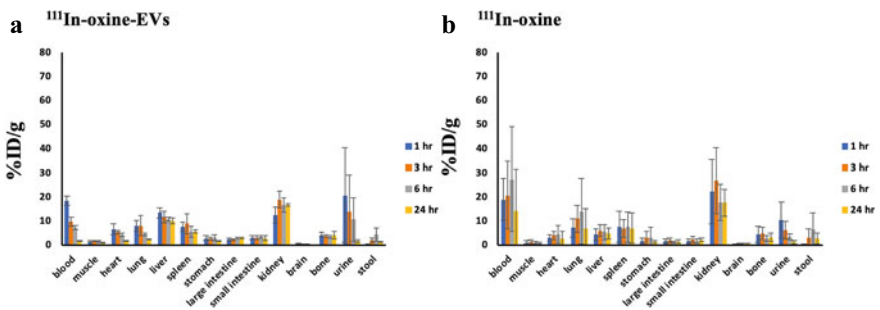 a
¹¹¹In-oxine-EVs
%ID/g
80
70
60
50
40
30
20
10
0
blood
muscle
heart
lung
liver
spleen
stomach
large intestine
small intestine
kidney
brain
bone
urine
stool
1 hr
3 hr
6 hr
24 hr
b
¹¹¹In-oxine
%ID/g
80
70
60
50
40
30
20
10
0
blood
muscle
heart
lung
liver
spleen
stomach
large intestine
small intestine
kidney
brain
bone
urine
stool
1 hr
3 hr
6 hr
24 hr